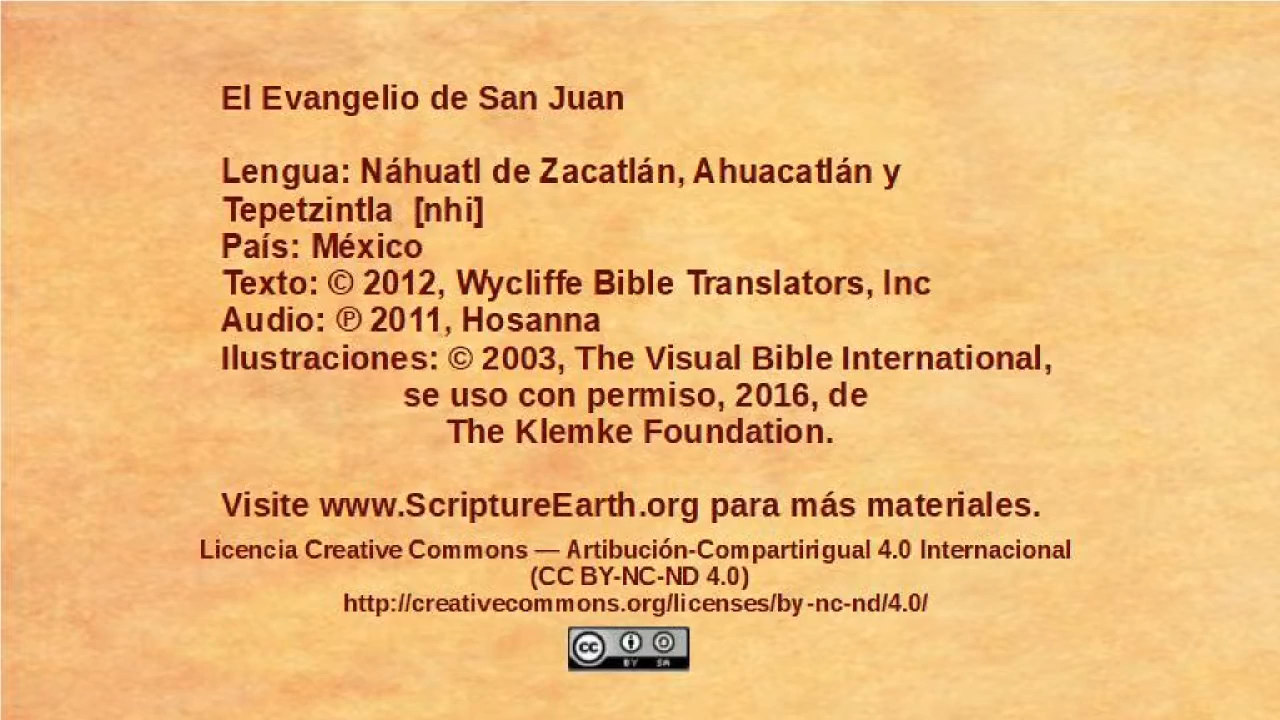 El Evangelio de San Juan
Lengua: Náhuatl de Zacatlán, Ahuacatlán y
Tepetzintla [nhi]
País: México
Texto: © 2012, Wycliffe Bible Translators, Inc
Audio: ℗ 2011, Hosanna
Ilustraciones: © 2003, The Visual Bible International,
se uso con permiso, 2016, de
The Klemke Foundation.
Visite www.ScriptureEarth.org para más materiales.
Licencia Creative Commons — Artibución-Compartirigual 4.0 Internacional
(CC BY-NC-ND 4.0)
http://creativecommons.org/licenses/by-nc-nd/4.0/
cc BY SA